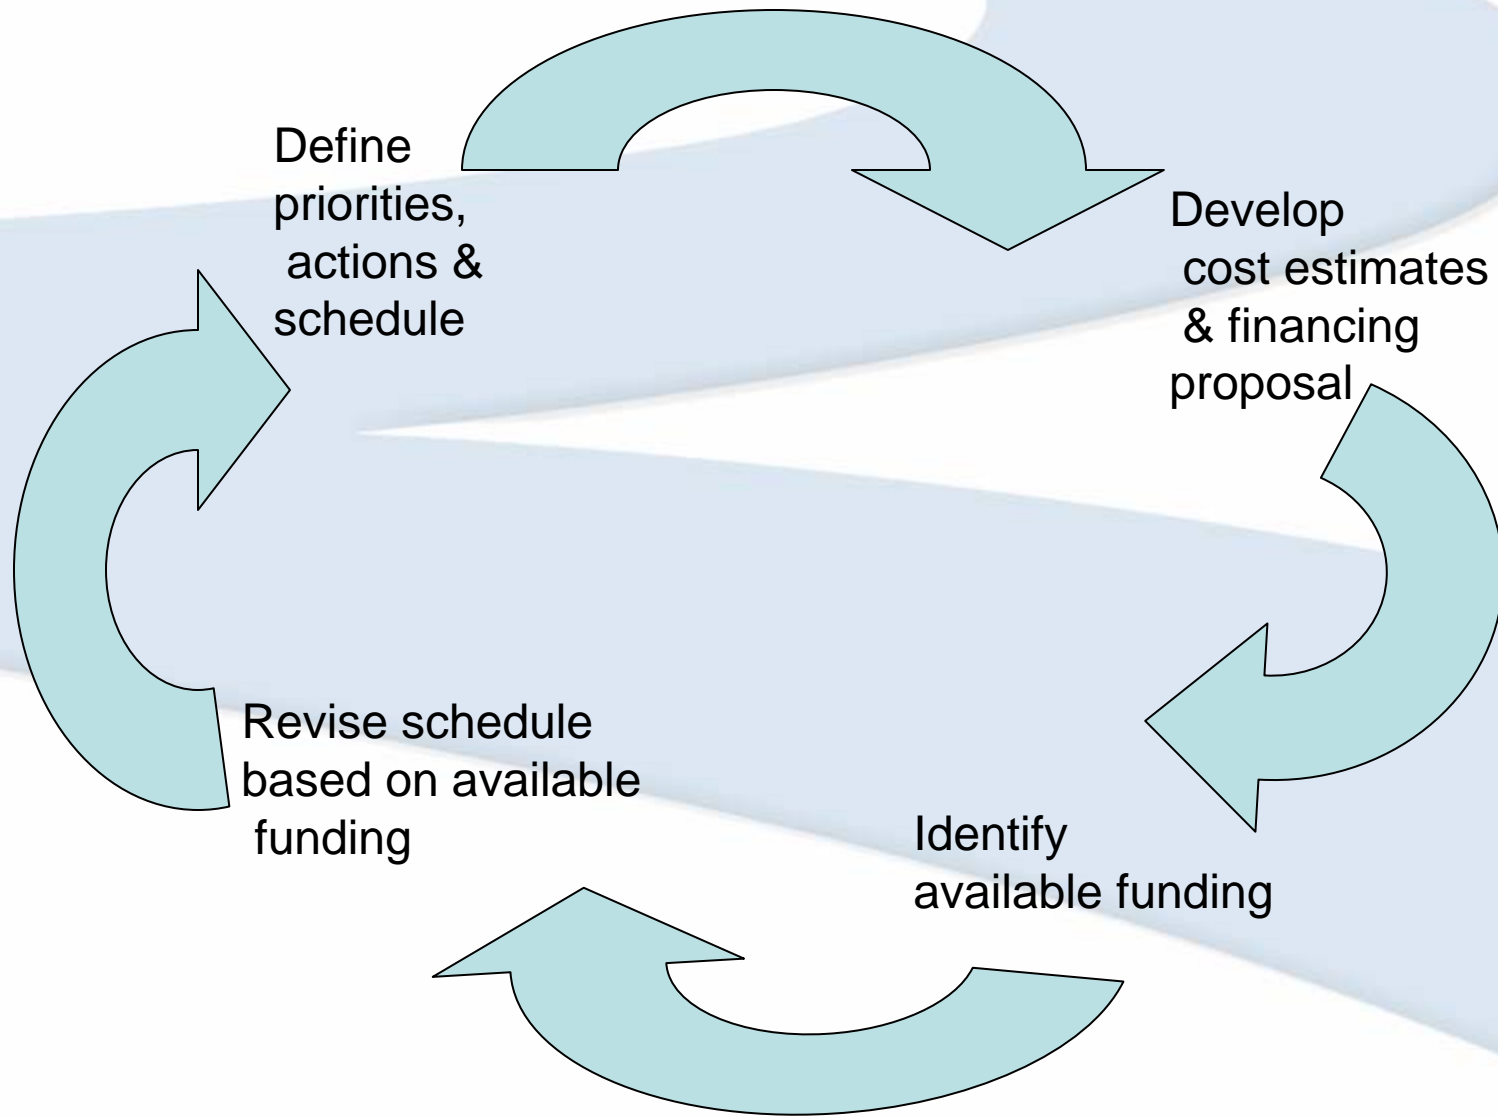 Define
priorities,
actions &
schedule
Develop
cost estimates
& financing
proposal
Identify
available funding
Revise schedule
based on available
funding